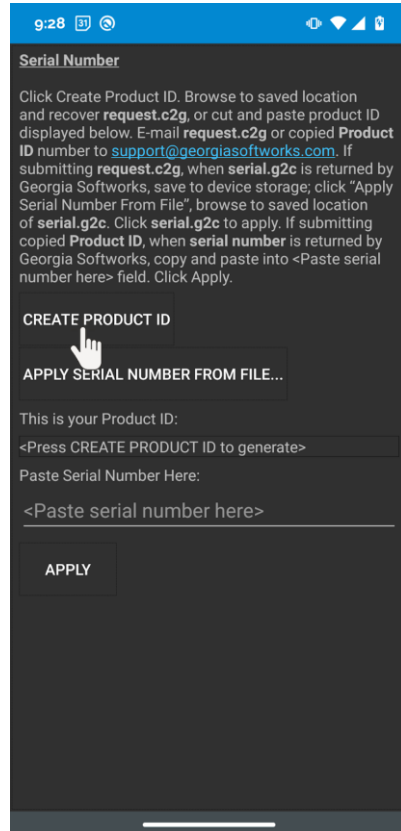 9:28 31
Serial Number
Click Create Product ID. Browse to saved location
and recover request.c2g, or cut and paste product ID
displayed below. E-mail request.c2g or copied Product
ID number to support@georgiasoftworks.com. If
submitting request.c2g, when serial.g2c is returned by
Georgia Softworks, save to device storage; click “Apply
Serial Number From File”, browse to saved location
of serial.g2c. Click serial.g2c to apply. If submitting
copied Product ID, when serial number is returned by
Georgia Softworks, copy and paste into <Paste serial
number here> field. Click Apply.
CREATE PRODUCT ID
APPLY SERIAL NUMBER FROM FILE...
This is your Product ID:
<Press CREATE PRODUCT ID to generate>
Paste Serial Number Here:
<Paste serial number here>
APPLY